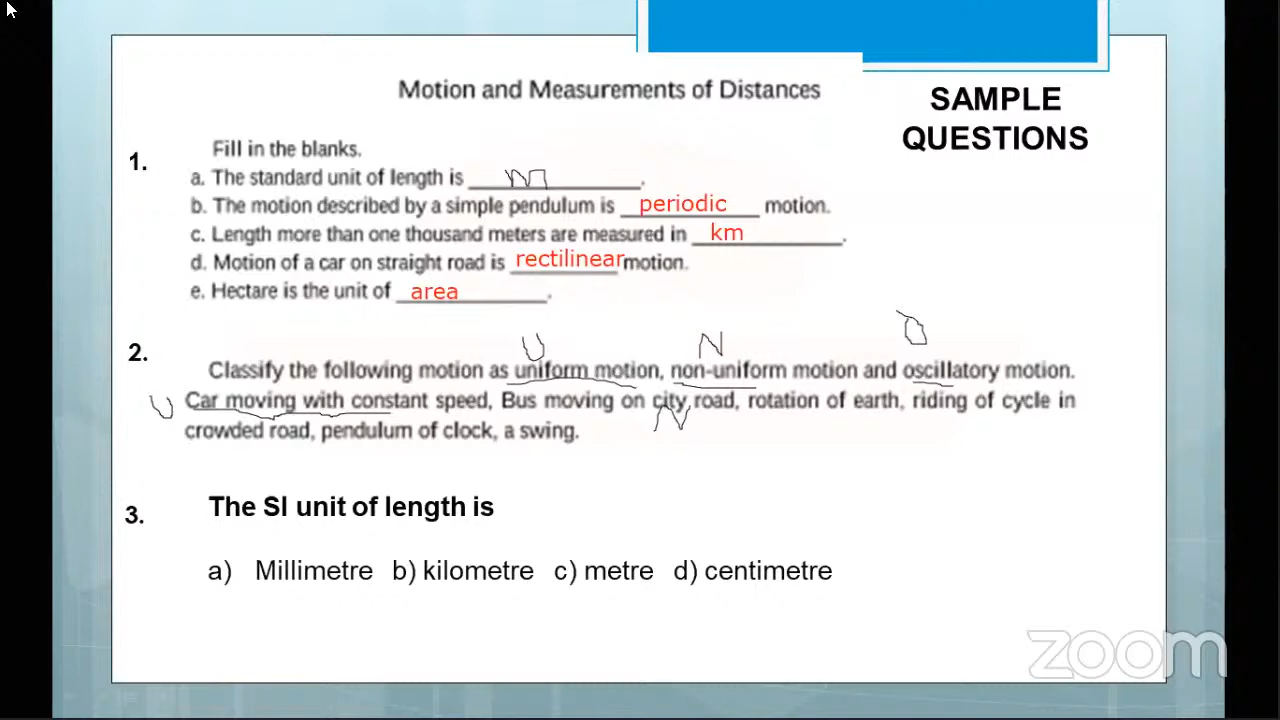 Motion and Measurements of Distances
SAMPLE
QUESTIONS
1.
Fill in the blanks.
a. The standard unit of length is m.
b. The motion described by a simple pendulum is periodic motion.
c. Length more than one thousand meters are measured in km.
d. Motion of a car on straight road is rectilinear motion.
e. Hectare is the unit of area.
U N O
2.
Classify the following motion as uniform motion, non-uniform motion and oscillatory motion.
U Car moving with constant speed, Bus moving on city road, rotation of earth, riding of cycle in
N
crowded road, pendulum of clock, a swing.
3.
The SI unit of length is
a) Millimetre b) kilometre c) metre d) centimetre
zoom